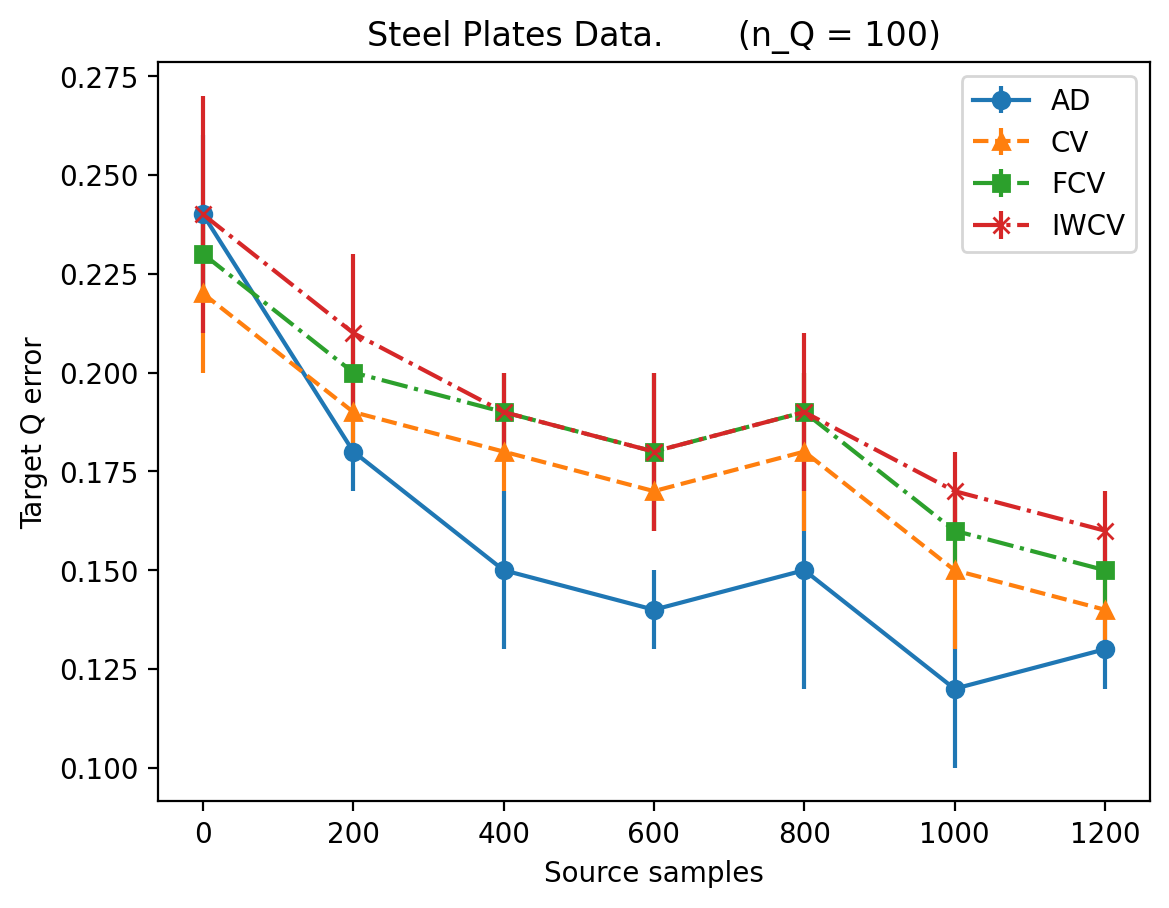 Steel Plates Data. (n_Q = 100)
0.275
0.250
0.225
0.200
0.175
0.150
0.125
0.100
Target Q error
AD
CV
FCV
IWCV
0 200 400 600 800 1000 1200
Source samples